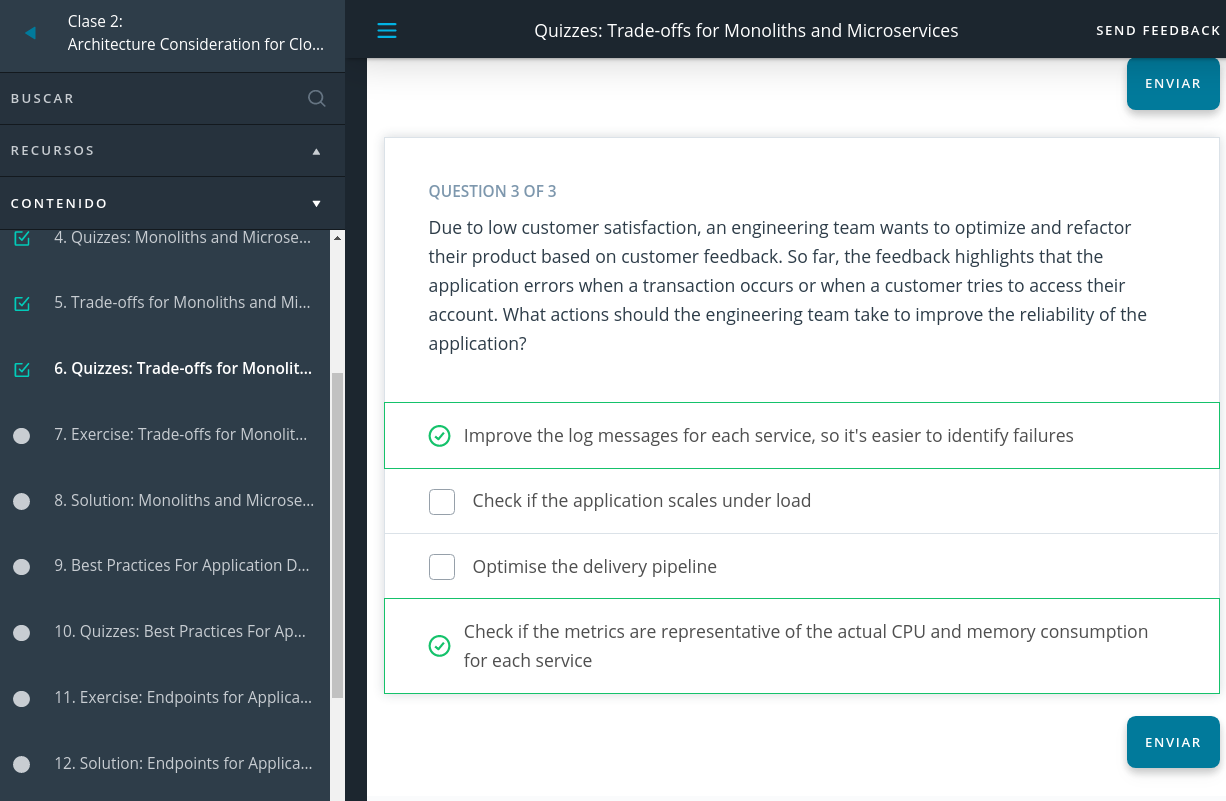 Clase 2:
Architecture Consideration for Clo...
BUSCAR
RECURSOS
CONTENIDO
4. Quizzes: Monoliths and Microse...
5. Trade-offs for Monoliths and Mi...
6. Quizzes: Trade-offs for Monolit...
7. Exercise: Trade-offs for Monolit...
8. Solution: Monoliths and Microse...
9. Best Practices For Application D...
10. Quizzes: Best Practices For Ap...
11. Exercise: Endpoints for Applica...
12. Solution: Endpoints for Applica...
Quizzes: Trade-offs for Monoliths and Microservices
SEND FEEDBACK
ENVIAR
QUESTION 3 OF 3
Due to low customer satisfaction, an engineering team wants to optimize and refactor
their product based on customer feedback. So far, the feedback highlights that the
application errors when a transaction occurs or when a customer tries to access their
account. What actions should the engineering team take to improve the reliability of the
application?
Improve the log messages for each service, so it's easier to identify failures
Check if the application scales under load
Optimise the delivery pipeline
Check if the metrics are representative of the actual CPU and memory consumption
for each service
ENVIAR